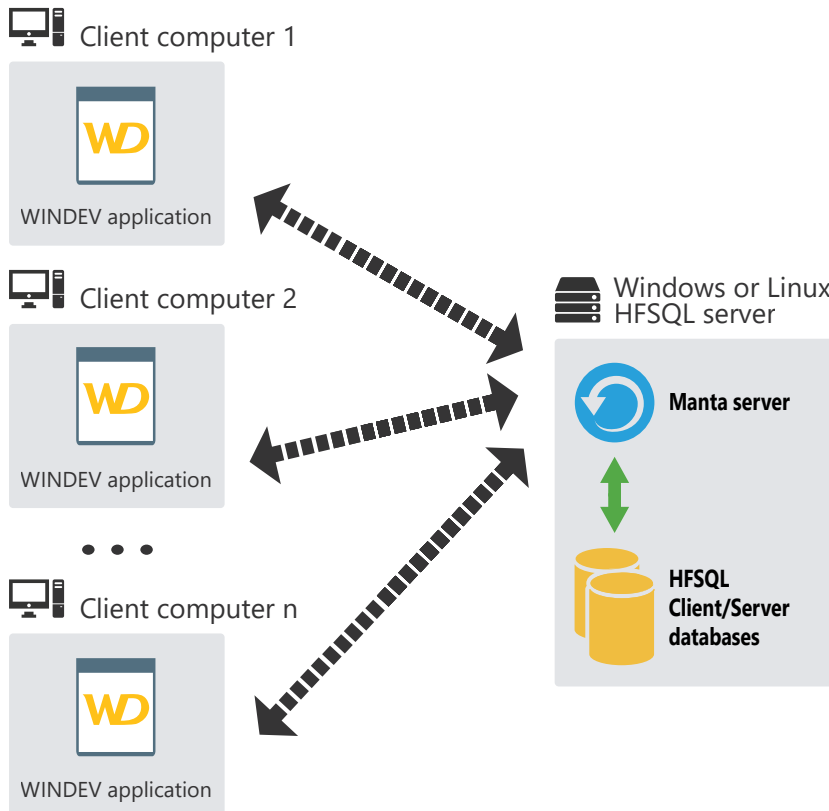 Client computer 1
WD
WINDEV application
Client computer 2
WD
WINDEV application
Client computer n
WD
WINDEV application
Windows or Linux
HFSQL server
Manta server
HFSQL
Client/Server
databases